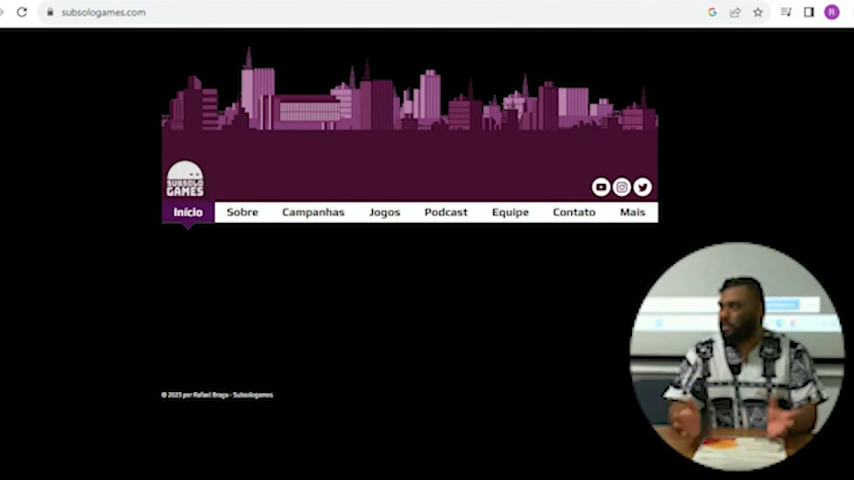 subsologames.com
SUBSOLO
GAMES
Início Sobre Campanhas Jogos Podcast Equipe Contato Mais
© 2023 por Rafael Braga - Subsologames
R